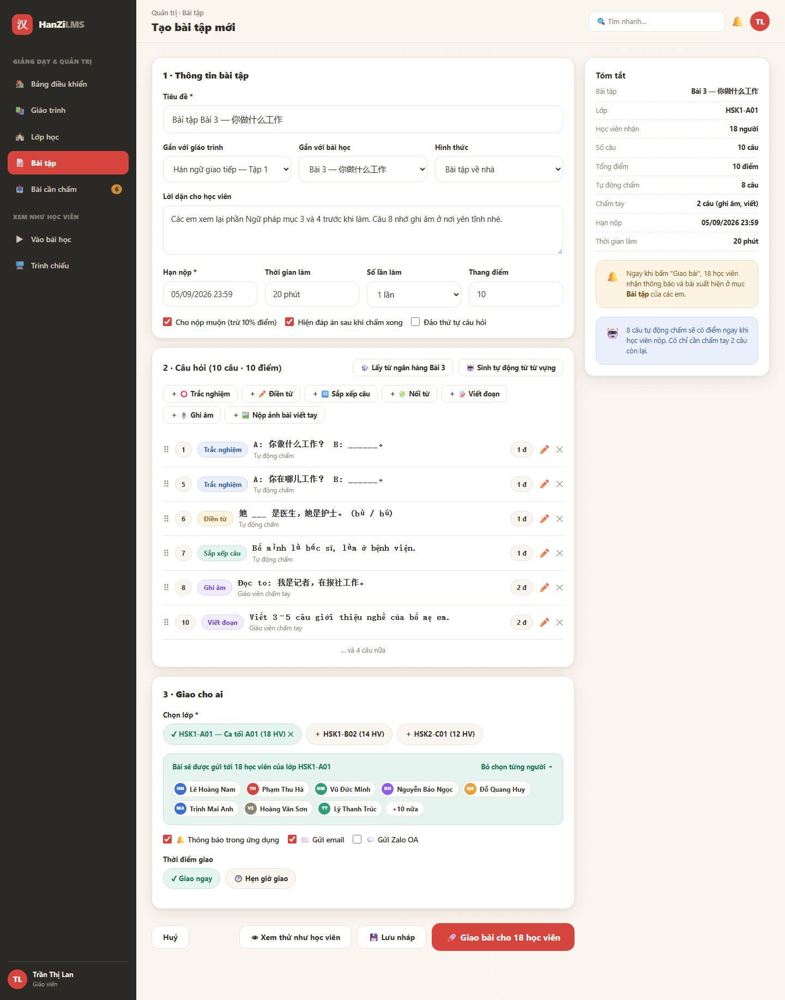 汉 HanZiLMS
GIẢNG DẠY & QUẢN TRỊ
Bảng điều khiển
Giáo trình
Lớp học
Bài tập
Bài cần chấm 6
XEM NHƯ HỌC VIÊN
Vào bài học
Trình chiếu
TL Trần Thị Lan
Giáo viên
Quản trị · Bài tập
Tạo bài tập mới
Tìm nhanh...
TL
1 · Thông tin bài tập
Tiêu đề *
Bài tập Bài 3 — 你做什么工作
Gắn với giáo trình Gắn với bài học Hình thức
Hán ngữ giao tiếp — Tập 1 Bài 3 — 你做什么工作 Bài tập về nhà
Lời dặn cho học viên
Các em xem lại phần Ngữ pháp mục 3 và 4 trước khi làm. Câu 8 nhớ ghi âm ở nơi yên tĩnh nhé.
Hạn nộp * Thời gian làm Số lần làm Thang điểm
05/09/2026 23:59 20 phút 1 lần 10
Cho nộp muộn (trừ 10% điểm) Hiện đáp án sau khi chấm xong Đảo thứ tự câu hỏi
2 · Câu hỏi (10 câu · 10 điểm) Lấy từ ngân hàng Bài 3 Sinh tự động từ từ vựng
+ Trắc nghiệm + Điền từ + Sắp xếp câu + Nối từ + Viết đoạn
+ Ghi âm + Nộp ảnh bài viết tay
1 Trắc nghiệm A: 你做什么工作? B: ______。 1 đ
Tự động chấm
5 Trắc nghiệm A: 你在哪儿工作? B: ______。 1 đ
Tự động chấm
6 Điền từ 她 ___ 是医生，她是护士。 (bù / bú) 1 đ
Tự động chấm
7 Sắp xếp câu Bố mình là bác sĩ, làm ở bệnh viện. 1 đ
Tự động chấm
8 Ghi âm Đọc to: 我是记者，在报社工作。 2 đ
Giáo viên chấm tay
10 Viết đoạn Viết 3–5 câu giới thiệu nghề của bố mẹ em. 2 đ
Giáo viên chấm tay
... và 4 câu nữa
3 · Giao cho ai
Chọn lớp *
✓ HSK1-A01 — Ca tối A01 (18 HV) ✕ + HSK1-B02 (14 HV) + HSK2-C01 (12 HV)
Bài sẽ được gửi tới 18 học viên của lớp HSK1-A01 Bỏ chọn từng người
HN Lê Hoàng Nam TH Phạm Thu Hà ĐM Vũ Đức Minh BN Nguyễn Bảo Ngọc QH Đỗ Quang Huy
MA Trịnh Mai Anh VS Hoàng Văn Sơn TT Lý Thanh Trúc +10 nữa
Thông báo trong ứng dụng Gửi email Gửi Zalo OA
Thời điểm giao
✓ Giao ngay Hẹn giờ giao
Huỷ Xem thử như học viên Lưu nháp Giao bài cho 18 học viên
Tóm tắt
Bài tập Bài 3 — 你做什么工作
Lớp HSK1-A01
Học viên nhận 18 người
Số câu 10 câu
Tổng điểm 10 điểm
Tự động chấm 8 câu
Chấm tay 2 câu (ghi âm, viết)
Hạn nộp 05/09/2026 23:59
Thời gian làm 20 phút
Ngay khi bấm "Giao bài", 18 học viên
nhận thông báo và bài xuất hiện ở mục
Bài tập của các em.
8 câu tự động chấm sẽ có điểm ngay khi
học viên nộp. Cô chỉ cần chấm tay 2 câu
còn lại.